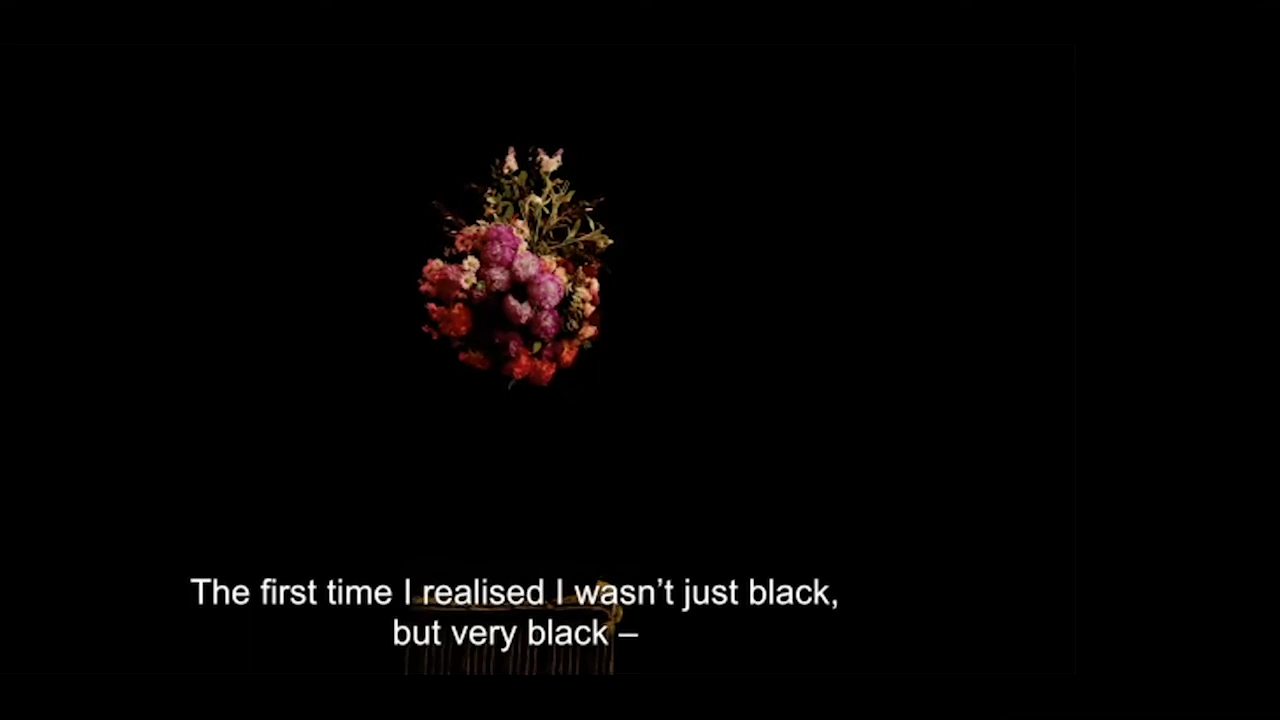 The first time I realised I wasn’t just black,
but very black –